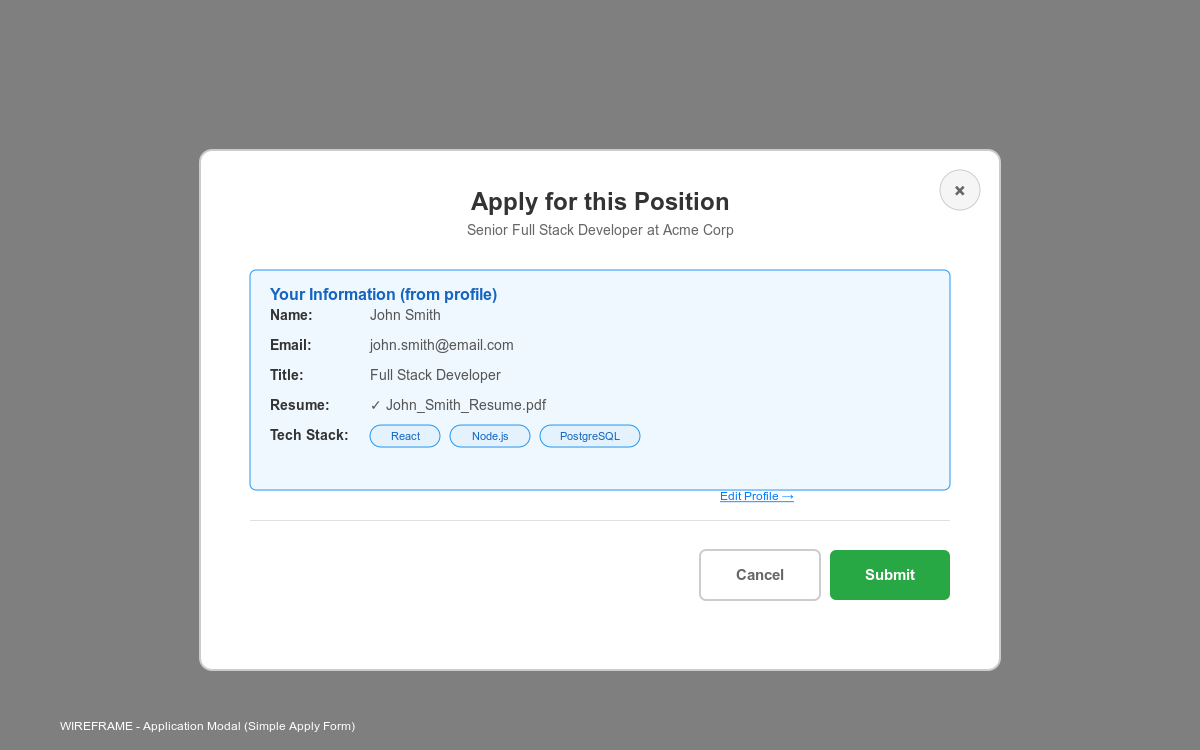 ×
Apply for this Position
Senior Full Stack Developer at Acme Corp
Your Information (from profile)
Name: John Smith
Email: john.smith@email.com
Title: Full Stack Developer
Resume: ✓ John_Smith_Resume.pdf
Tech Stack: React Node.js PostgreSQL
Edit Profile →
Cancel Submit
WIREFRAME - Application Modal (Simple Apply Form)